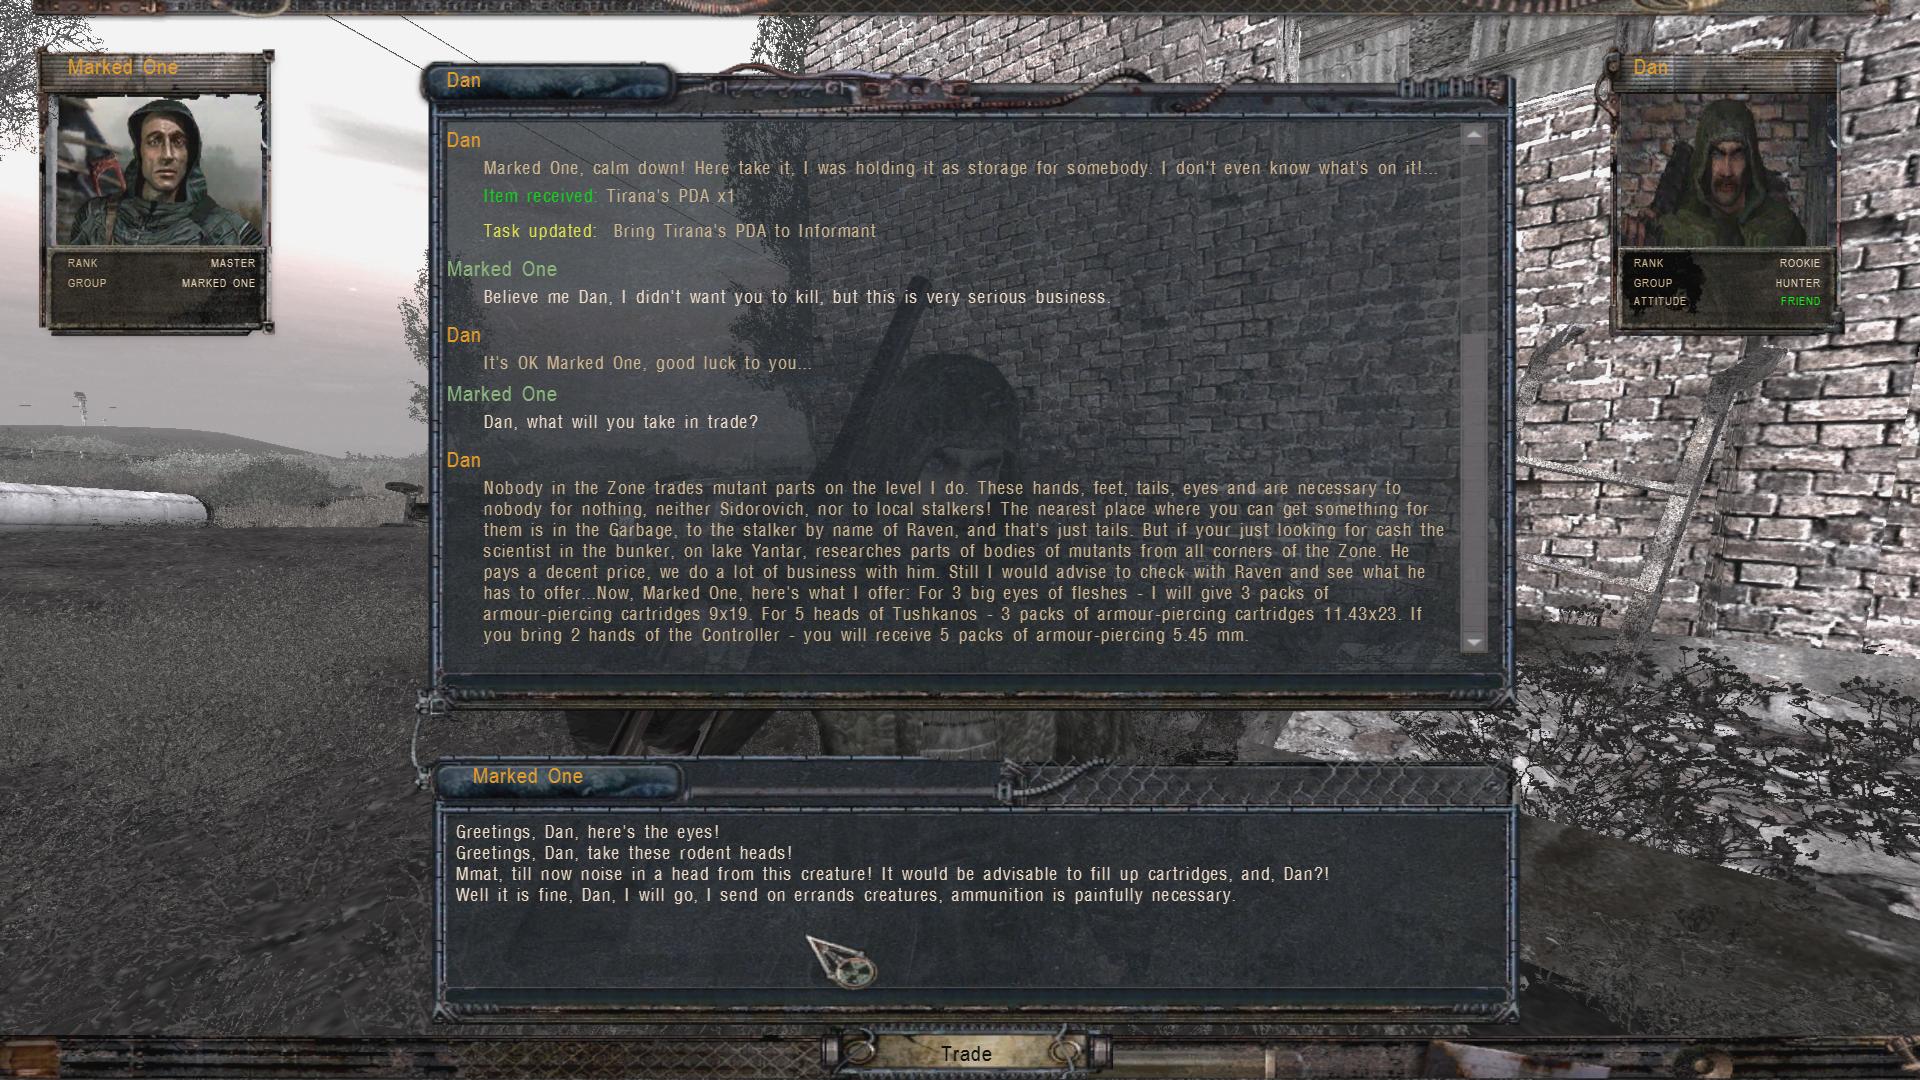 Marked One
RANK MASTER
GROUP MARKED ONE
Dan
Dan
Marked One, calm down! Here take it, I was holding it as storage for somebody. I don't even know what's on it!...
Item received: Tirana's PDA x1
Task updated: Bring Tirana's PDA to Informant
Marked One
Believe me Dan, I didn't want you to kill, but this is very serious business.
Dan
It's OK Marked One, good luck to you...
Marked One
Dan, what will you take in trade?
Dan
Nobody in the Zone trades mutant parts on the level I do. These hands, feet, tails, eyes and are necessary to
nobody for nothing, neither Sidorovich, nor to local stalkers! The nearest place where you can get something for
them is in the Garbage, to the stalker by name of Raven, and that's just tails. But if your just looking for cash the
scientist in the bunker, on lake Yantar, researches parts of bodies of mutants from all corners of the Zone. He
pays a decent price, we do a lot of business with him. Still I would advise to check with Raven and see what he
has to offer...Now, Marked One, here's what I offer: For 3 big eyes of fleshes - I will give 3 packs of
armour-piercing cartridges 9x19. For 5 heads of Tushkanos - 3 packs of armour-piercing cartridges 11.43x23. If
you bring 2 hands of the Controller - you will receive 5 packs of armour-piercing 5.45 mm.
Dan
RANK ROOKIE
GROUP HUNTER
ATTITUDE FRIEND
Marked One
Greetings, Dan, here's the eyes!
Greetings, Dan, take these rodent heads!
Mmat, till now noise in a head from this creature! It would be advisable to fill up cartridges, and, Dan?!
Well it is fine, Dan, I will go, I send on errands creatures, ammunition is painfully necessary.
Trade